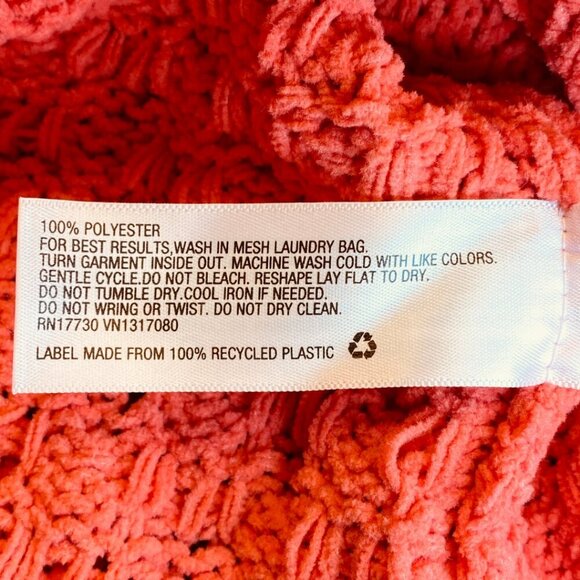 100% POLYESTER
FOR BEST RESULTS,WASH IN MESH LAUNDRY BAG.
TURN GARMENT INSIDE OUT. MACHINE WASH COLD WITH LIKE COLORS.
GENTLE CYCLE.DO NOT BLEACH. RESHAPE LAY FLAT TO DRY.
DO NOT TUMBLE DRY.COOL IRON IF NEEDED.
DO NOT WRING OR TWIST. DO NOT DRY CLEAN.
RN17730 VN1317080
LABEL MADE FROM 100% RECYCLED PLASTIC